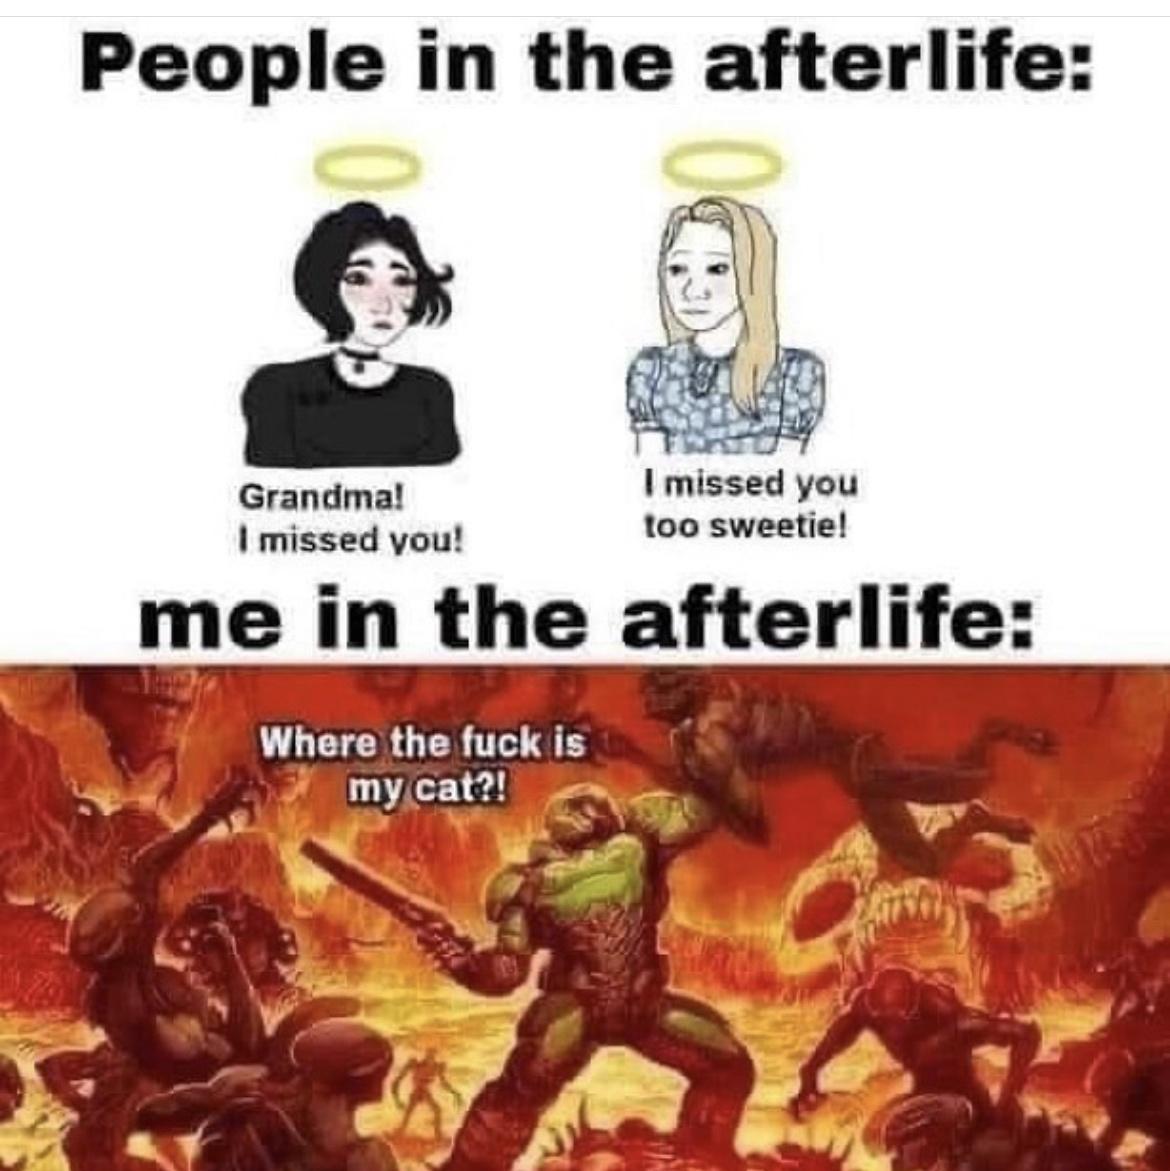 People in the afterlife:
Grandma!
I missed you!
I missed you
too sweetie!
me in the afterlife:
Where the fuck is
my cat?!